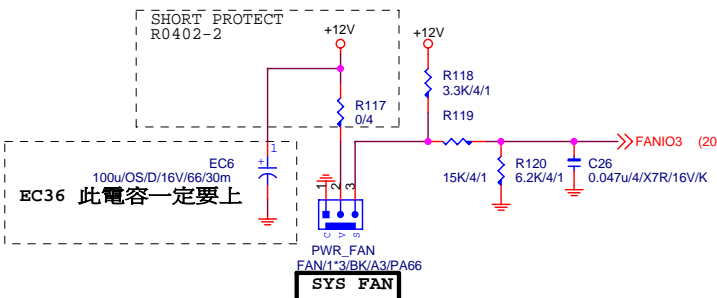 SHORT PROTECT
R0402-2
+12V
+12V
R118
3.3K/4/1
R117
0/4
R119
FANIO3 (20
1
EC6
+
100u/OS/D/16V/66/30m
R120
15K/4/1
6.2K/4/1
C26
0.047u/4/X7R/16V/K
EC36 此電容一定要上
1
2
3
C
V
S
PWR_FAN
FAN/1*3/BK/A3/PA66
SYS FAN